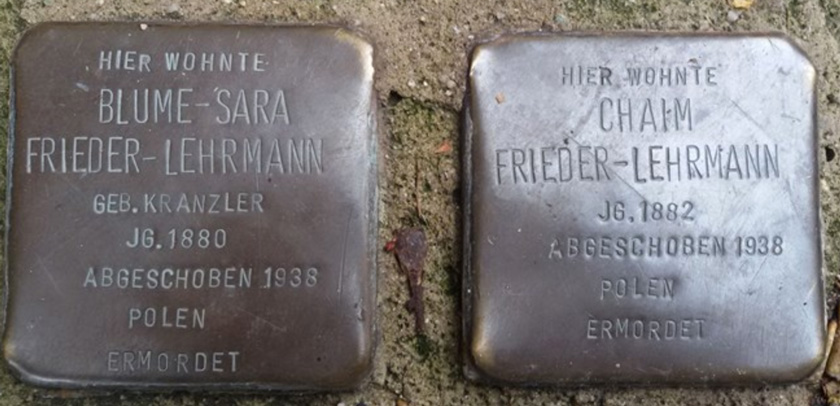 HIER WOHNTE
BLUME-SARA
FRIEDER-LEHRMANN
GEB. KRANZLER
JG. 1880
ABGESCHOBEN 1938
POLEN
ERMORDET
HIER WOHNTE
CHAIM
FRIEDER-LEHRMANN
JG. 1882
ABGESCHOBEN 1938
POLEN
ERMORDET